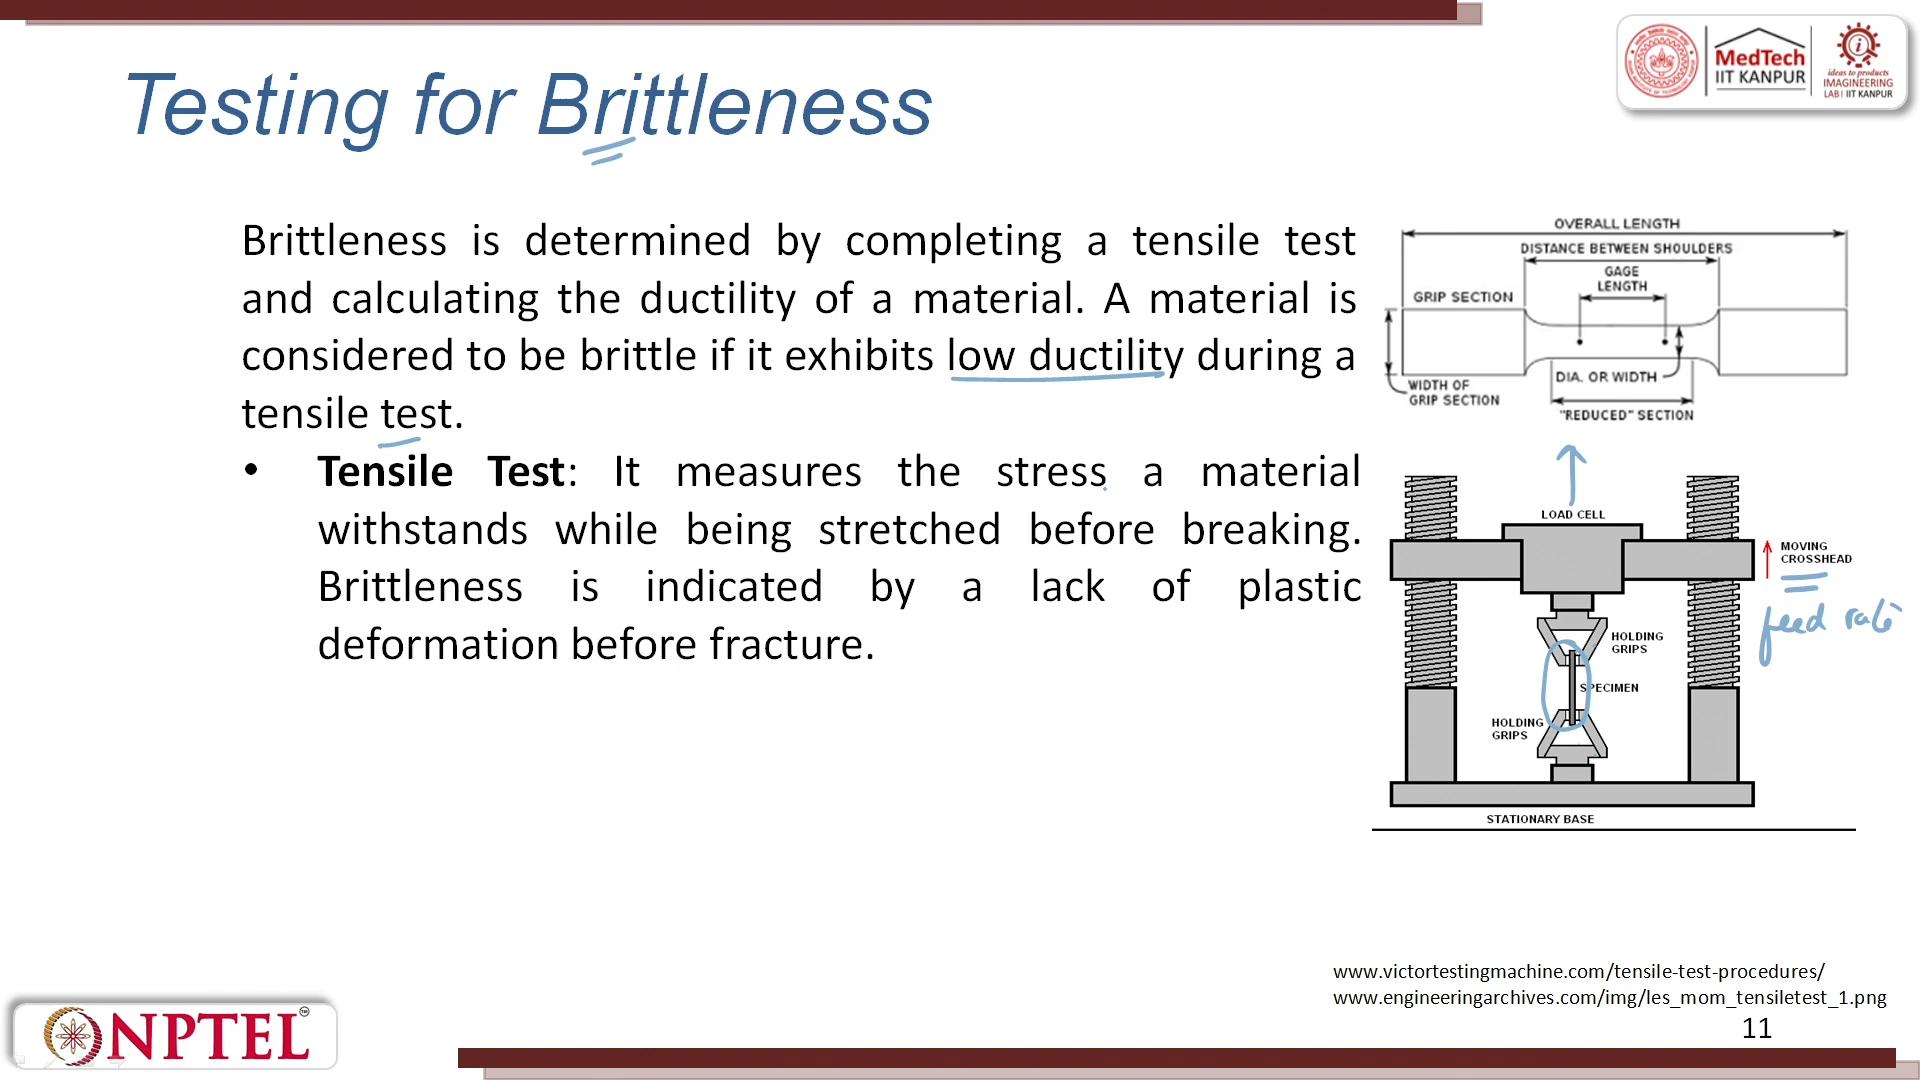 Testing for Brittleness
MedTech
IIT KANPUR
ideas to products
IMAGINEERING
LAB | IIT KANPUR
Brittleness is determined by completing a tensile test
and calculating the ductility of a material. A material is
considered to be brittle if it exhibits low ductility during a
tensile test.
• Tensile Test: It measures the stress a material
withstands while being stretched before breaking.
Brittleness is indicated by a lack of plastic
deformation before fracture.
OVERALL LENGTH
DISTANCE BETWEEN SHOULDERS
GAGE
LENGTH
GRIP SECTION
DIA. OR WIDTH
WIDTH OF
GRIP SECTION
"REDUCED" SECTION
LOAD CELL
MOVING
CROSSHEAD
feed rate
HOLDING
GRIPS
SPECIMEN
HOLDING
GRIPS
STATIONARY BASE
www.victortestingmachine.com/tensile-test-procedures/
www.engineeringarchives.com/img/les_mom_tensiletest_1.png
11
NPTEL
TM